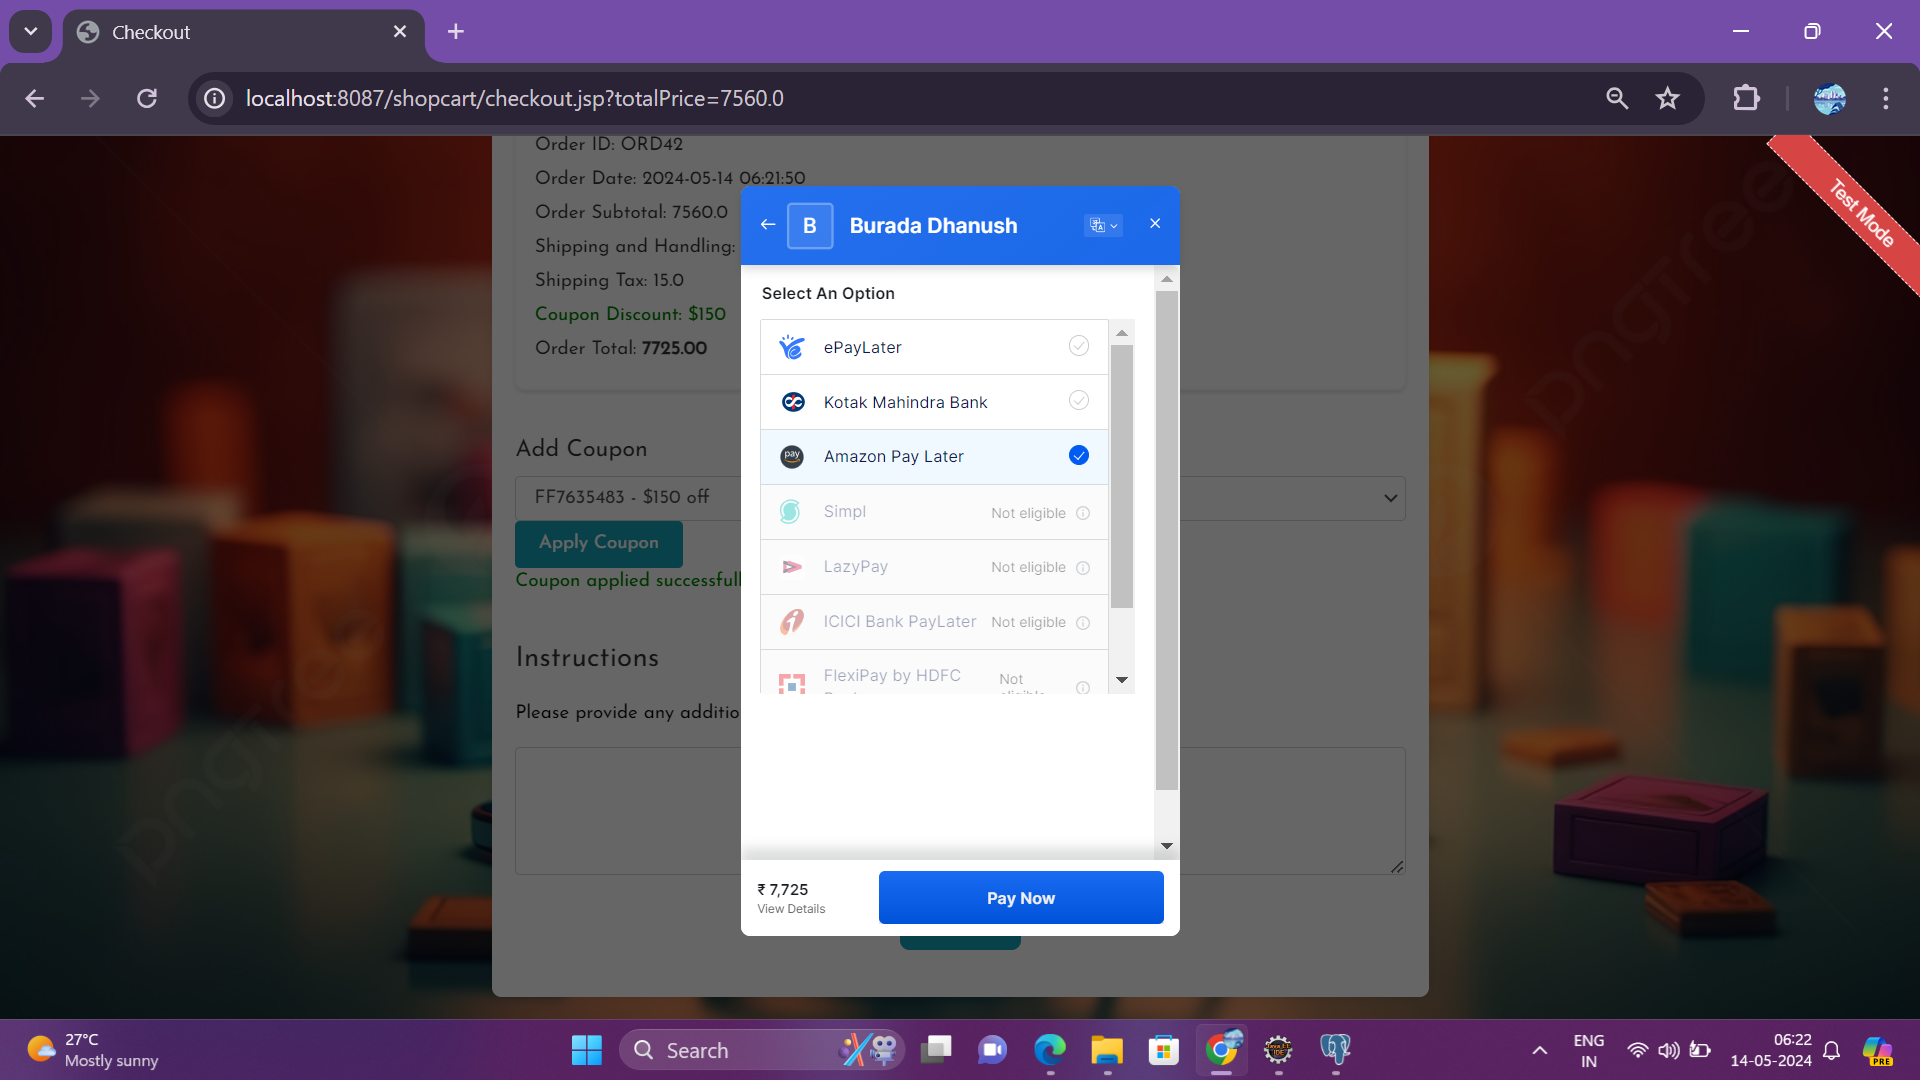 Checkout
localhost:8087/shopcart/checkout.jsp?totalPrice=7560.0
Test Mode
Order ID: ORD42
Order Date: 2024-05-14 06:21:50
Order Subtotal: 7560.0
Shipping and Handling:
Shipping Tax: 15.0
Coupon Discount: $150
Order Total: 7725.00
Add Coupon
FF7635483 - $150 off
Apply Coupon
Coupon applied successfull
Instructions
Please provide any additio
B
Burada Dhanush
Select An Option
ePayLater
Kotak Mahindra Bank
pay
Amazon Pay Later
Simpl Not eligible
LazyPay Not eligible
ICICI Bank PayLater Not eligible
FlexiPay by HDFC Not
₹ 7,725
View Details
Pay Now
pngtree
pngtree
27°C
Mostly sunny
Search
ENG
IN
06:22
14-05-2024
PRE